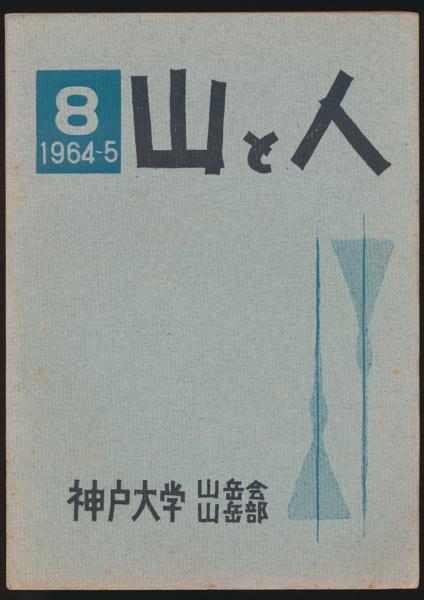 8
1964~5
山と人
神戸大学
山岳会
山岳部